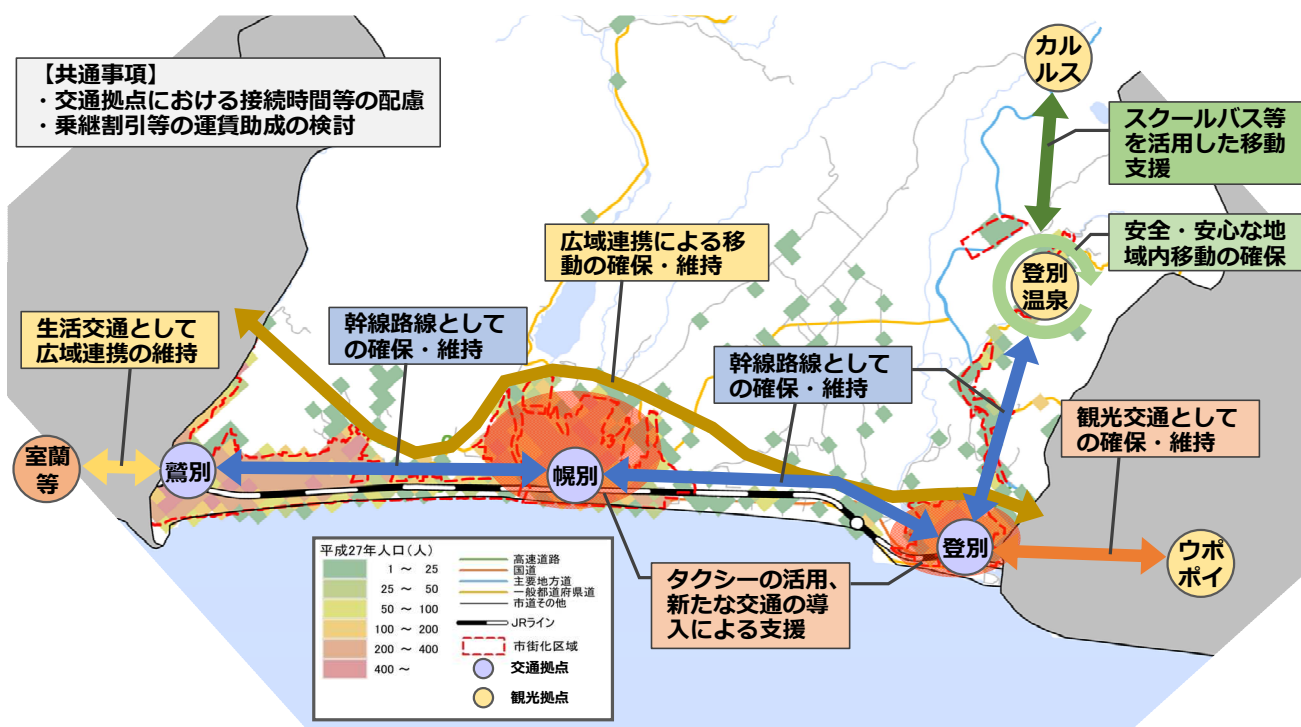 【共通事項】
・交通拠点における接続時間等の配慮
・乗継割引等の運賃助成の検討
カル
ルス
スクールバス等
を活用した移動
支援
安全・安心な地
域内移動の確保
登別
温泉
広域連携による移
動の確保・維持
生活交通として
広域連携の維持
幹線路線として
の確保・維持
幹線路線として
の確保・維持
観光交通として
の確保・維持
室蘭
等
鷲別
幌別
登別
ウポ
ポイ
タクシーの活用、
新たな交通の導
入による支援
平成27年人口(人)
1 ～ 25
25 ～ 50
50 ～ 100
100 ～ 200
200 ～ 400
400 ～
高速道路
国道
主要地方道
一般都道府県道
市道その他
JRライン
市街化区域
交通拠点
観光拠点